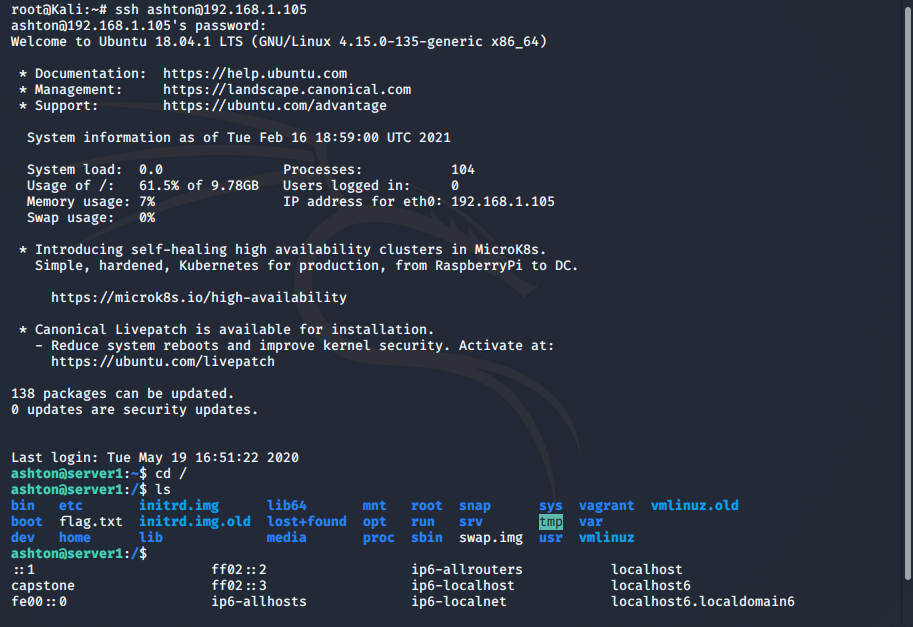 root@Kali:~# ssh ashton@192.168.1.105
ashton@192.168.1.105's password:
Welcome to Ubuntu 18.04.1 LTS (GNU/Linux 4.15.0-135-generic x86_64)
* Documentation:  https://help.ubuntu.com
* Management:     https://landscape.canonical.com
* Support:        https://ubuntu.com/advantage
System information as of Tue Feb 16 18:59:00 UTC 2021
System load:  0.0               Processes:           104
Usage of /:   61.5% of 9.78GB   Users logged in:     0
Memory usage: 7%                IP address for eth0: 192.168.1.105
Swap usage:   0%
* Introducing self-healing high availability clusters in MicroK8s.
Simple, hardened, Kubernetes for production, from RaspberryPi to DC.
https://microk8s.io/high-availability
* Canonical Livepatch is available for installation.
- Reduce system reboots and improve kernel security. Activate at:
https://ubuntu.com/livepatch
138 packages can be updated.
0 updates are security updates.
Last login: Tue May 19 16:51:22 2020
ashton@server1:~$ cd /
ashton@server1:/$ ls
bin   etc       initrd.img      lib64       mnt   root  snap      sys  vagrant  vmlinuz.old
boot  flag.txt  initrd.img.old  lost+found  opt   run   srv       tmp  var
dev   home      lib             media       proc  sbin  swap.img  usr  vmlinuz
ashton@server1:/$
::1                      ff02::2                  ip6-allrouters           localhost
capstone                 ff02::3                  ip6-localhost            localhost6
fe00::0                  ip6-allhosts             ip6-localnet             localhost6.localdomain6